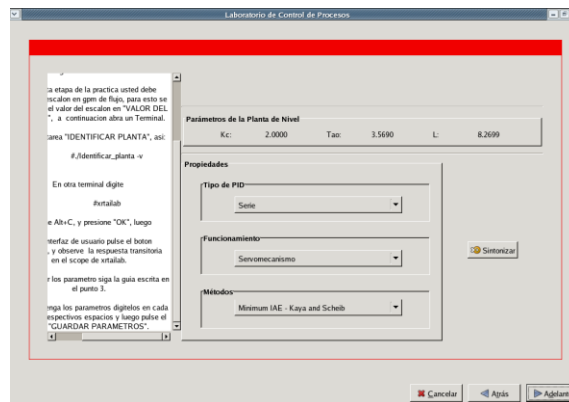 Laboratorio de Control de Procesos
ca etapa de la practica usted debe
escalon en gpm de flujo, para esto se
el valor del escalon en "VALOR DEL
", a continuacion abra un Terminal.
tarea "IDENTIFICAR PLANTA", asi:
#./Identificar_planta -v
En otra terminal digite
#xrtailab
e Alt+C, y presione "OK", luego
nterfaz de usuario pulse el boton
, y observe la respuesta transitoria
en el scope de xrtailab.
r los parametro siga la guia escrita en
el punto 3.
enga los parametros digitelos en cada
espectivos espacios y luego pulse el
"GUARDAR PARAMETROS".
Parámetros de la Planta de Nivel
Kc: 2.0000 Tao: 3.5690 L: 8.2699
Propiedades
Tipo de PID
Serie
Funcionamiento
Servomecanismo
Métodos
Minimum IAE - Kaya and Scheib
Sintonizar
Cancelar Atrás Adelant